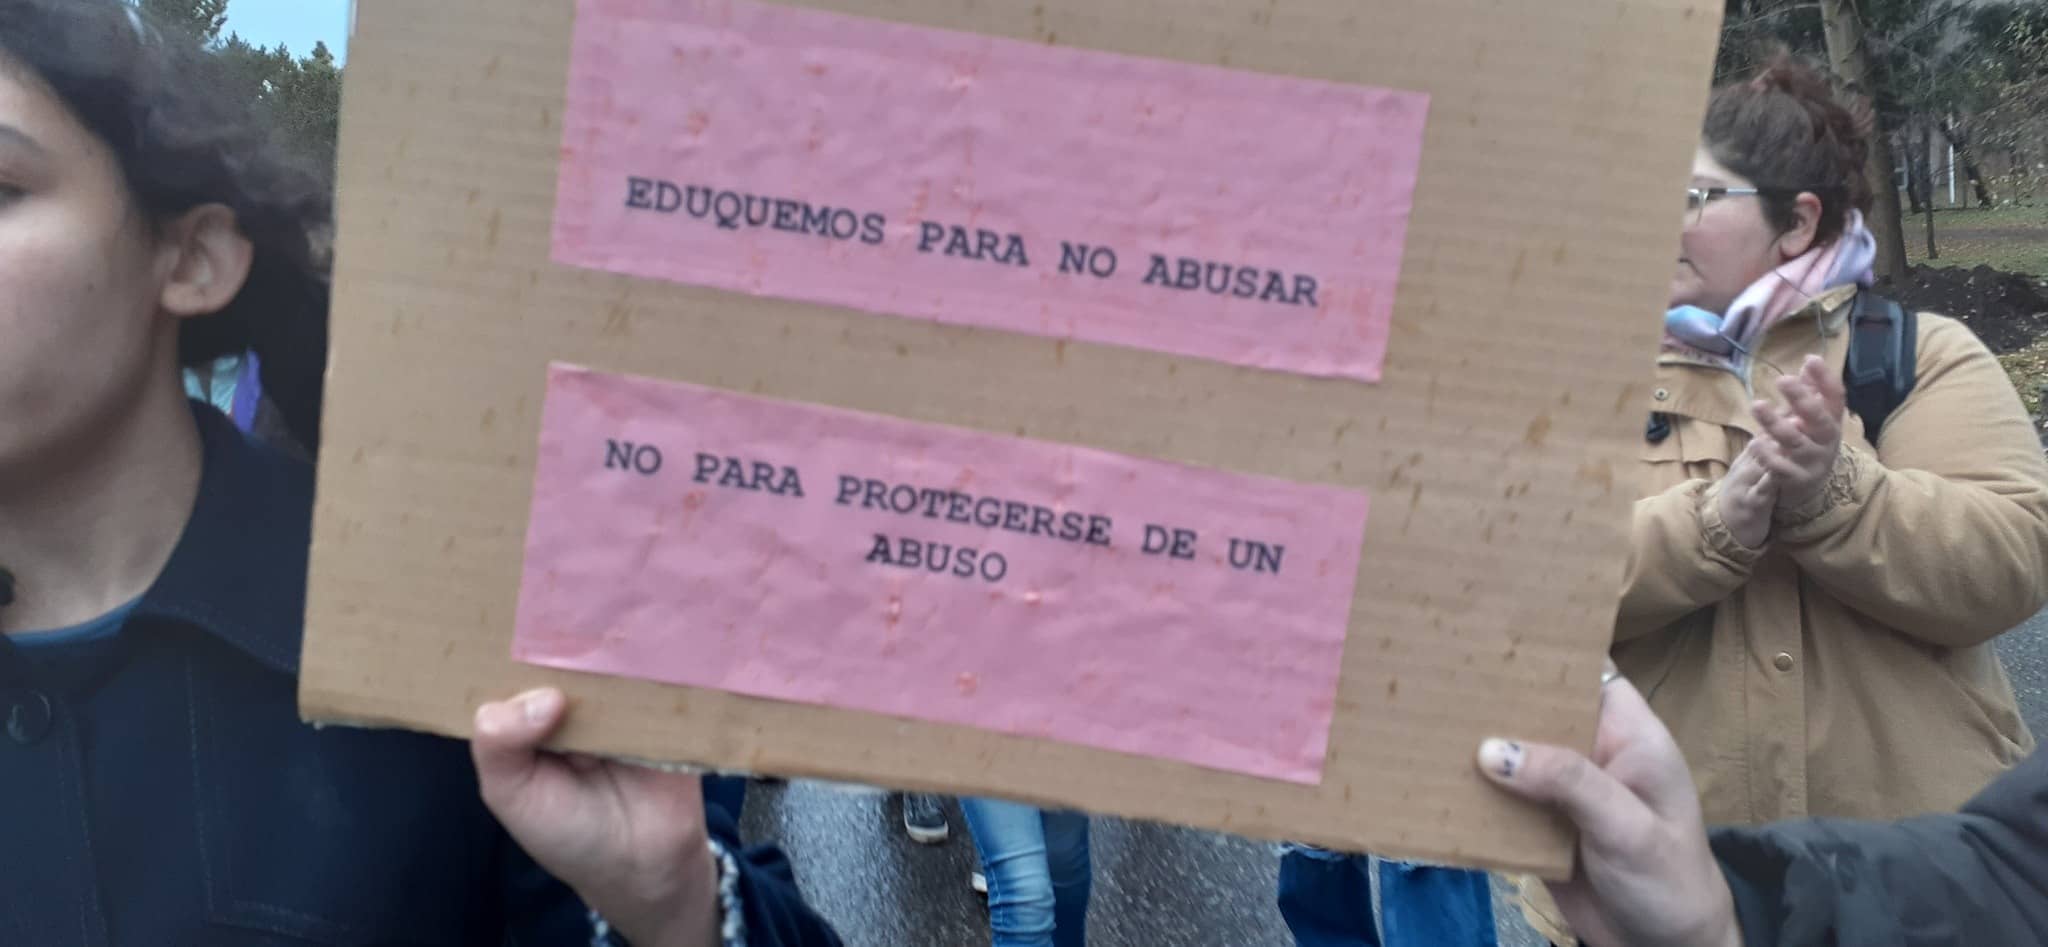 EDUQUEMOS PARA NO ABUSAR
NO PARA PROTEGERSE DE UN
ABUSO